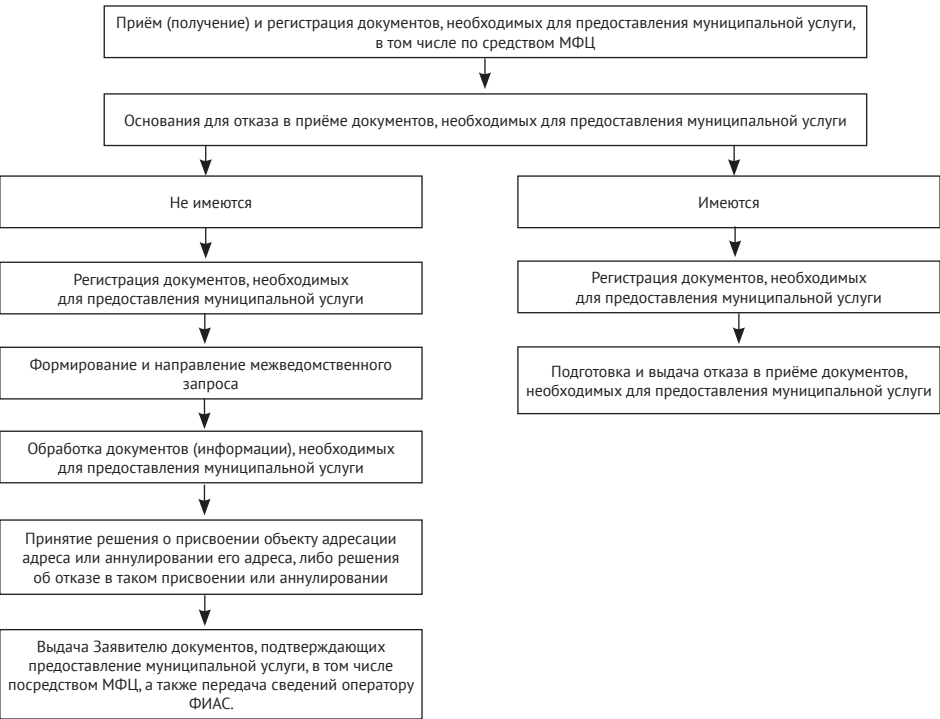 Приём (получение) и регистрация документов, необходимых для предоставления муниципальной услуги,
в том числе по средством МФЦ
Основания для отказа в приёме документов, необходимых для предоставления муниципальной услуги
Не имеются
Имеются
Регистрация документов, необходимых
для предоставления муниципальной услуги
Регистрация документов, необходимых
для предоставления муниципальной услуги
Формирование и направление межведомственного
запроса
Подготовка и выдача отказа в приёме документов,
необходимых для предоставления муниципальной услуги
Обработка документов (информации), необходимых
для предоставления муниципальной услуги
Принятие решения о присвоении объекту адресации
адреса или аннулировании его адреса, либо решения
об отказе в таком присвоении или аннулировании
Выдача Заявителю документов, подтверждающих
предоставление муниципальной услуги, в том числе
посредством МФЦ, а также передача сведений оператору
ФИАС.